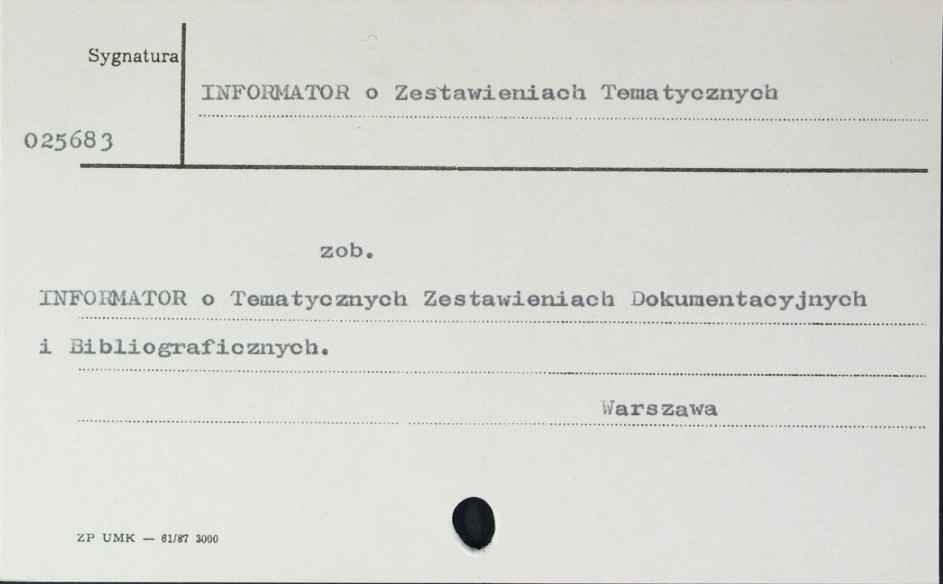 Sygnatura
INFORMATOR o Zestawieniach Tematycznych
025683
zob.
INFORMATOR o Tematycznych Zestawieniach Dokumentacyjnych
i Bibliograficznych.
Warszawa
ZP UMK — 61/87 3000